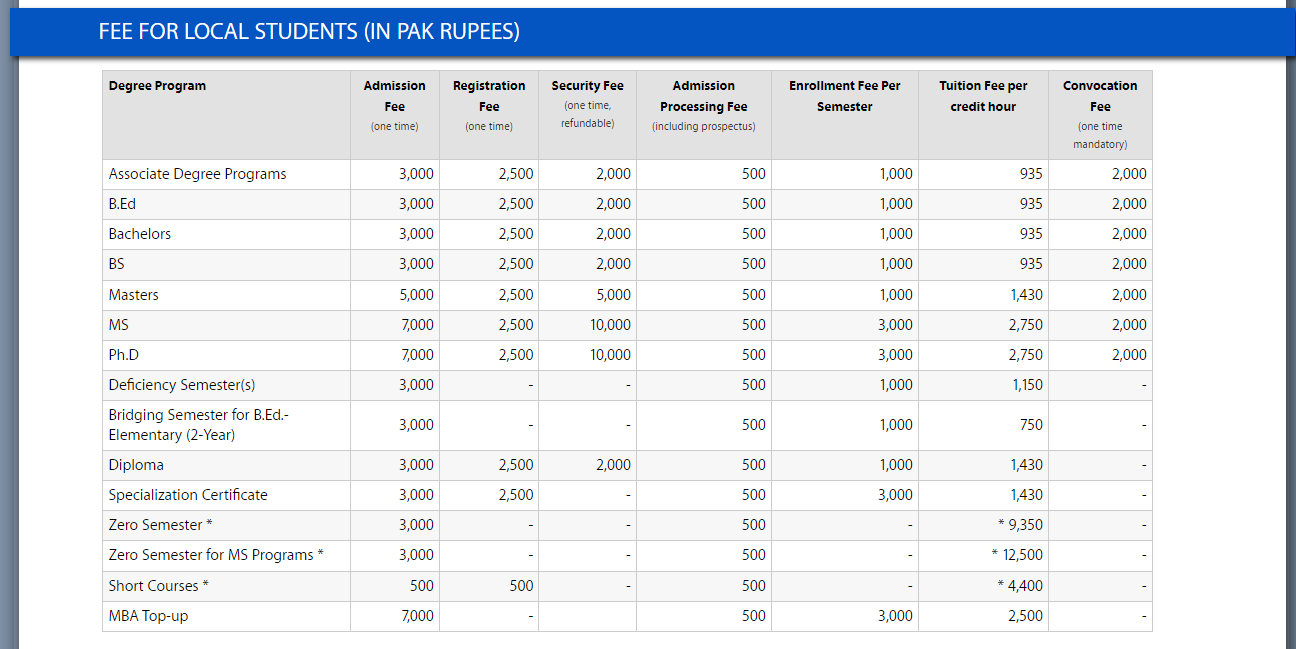 FEE FOR LOCAL STUDENTS (IN PAK RUPEES)
Degree Program Admission Fee (one time) Registration Fee (one time) Security Fee (one time, refundable) Admission Processing Fee (including prospectus) Enrollment Fee Per Semester Tuition Fee per credit hour Convocation Fee (one time mandatory)
Associate Degree Programs 3,000 2,500 2,000 500 1,000 935 2,000
B.Ed 3,000 2,500 2,000 500 1,000 935 2,000
Bachelors 3,000 2,500 2,000 500 1,000 935 2,000
BS 3,000 2,500 2,000 500 1,000 935 2,000
Masters 5,000 2,500 5,000 500 1,000 1,430 2,000
MS 7,000 2,500 10,000 500 3,000 2,750 2,000
Ph.D 7,000 2,500 10,000 500 3,000 2,750 2,000
Deficiency Semester(s) 3,000 - - 500 1,000 1,150 -
Bridging Semester for B.Ed.-
Elementary (2-Year) 3,000 - - 500 1,000 750 -
Diploma 3,000 2,500 2,000 500 1,000 1,430 -
Specialization Certificate 3,000 2,500 - 500 3,000 1,430 -
Zero Semester * 3,000 - - 500 - * 9,350 -
Zero Semester for MS Programs * 3,000 - - 500 - * 12,500 -
Short Courses * 500 500 - 500 - * 4,400 -
MBA Top-up 7,000 - 500 3,000 2,500 -